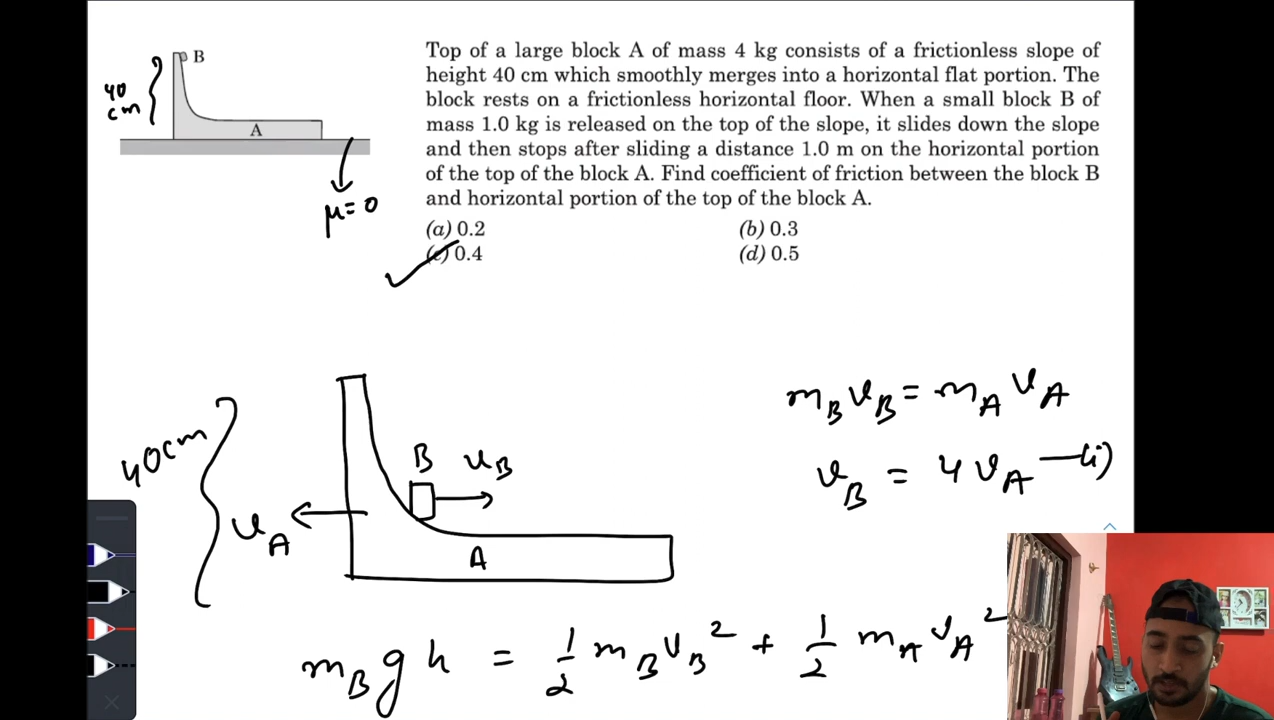 B
40
cm
A
μ=0
Top of a large block A of mass 4 kg consists of a frictionless slope of
height 40 cm which smoothly merges into a horizontal flat portion. The
block rests on a frictionless horizontal floor. When a small block B of
mass 1.0 kg is released on the top of the slope, it slides down the slope
and then stops after sliding a distance 1.0 m on the horizontal portion
of the top of the block A. Find coefficient of friction between the block B
and horizontal portion of the top of the block A.
(a) 0.2 (b) 0.3
(c) 0.4 (d) 0.5
40cm
v_A
B v_B
A
m_B v_B = m_A v_A
v_B = 4 v_A —(i)
m_B g h = 1/2 m_B v_B^2 + 1/2 m_A v_A^2